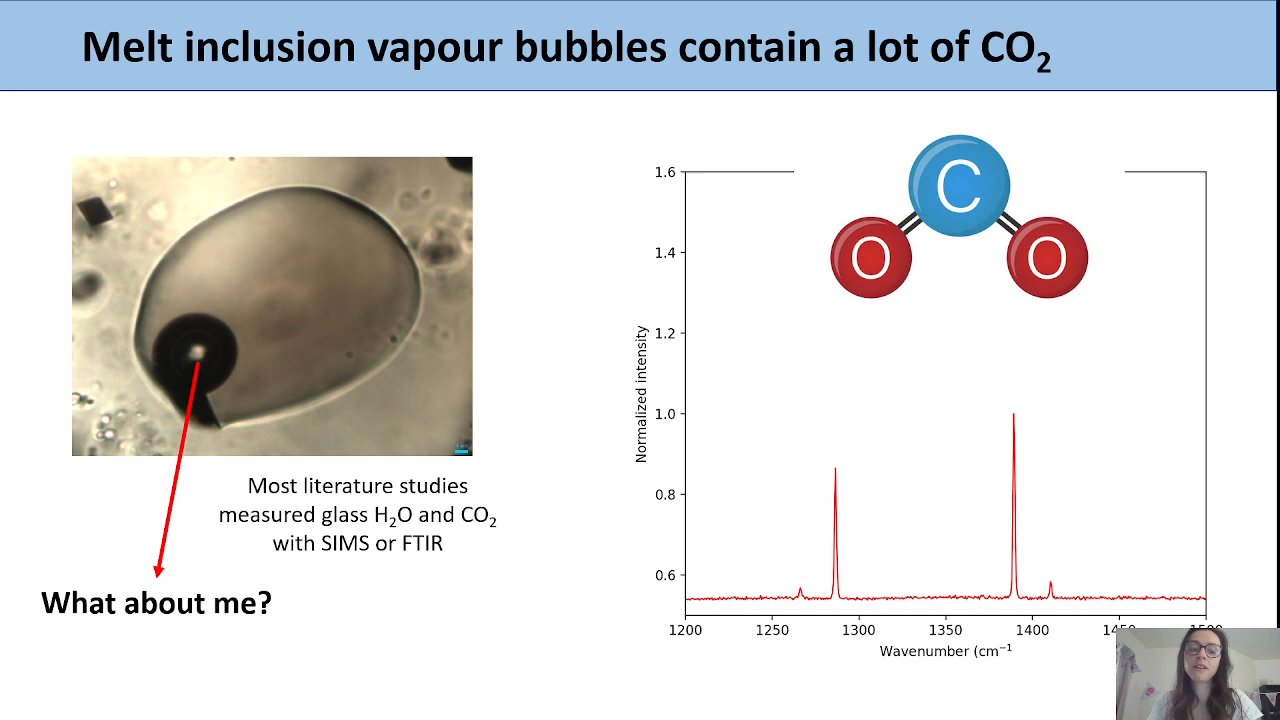 Melt inclusion vapour bubbles contain a lot of CO₂
Most literature studies
measured glass H₂O and CO₂
with SIMS or FTIR
What about me?
C
O O
1.6
1.4
1.2
1.0
0.8
0.6
Normalized intensity
1200 1250 1300 1350 1400
Wavenumber (cm⁻¹